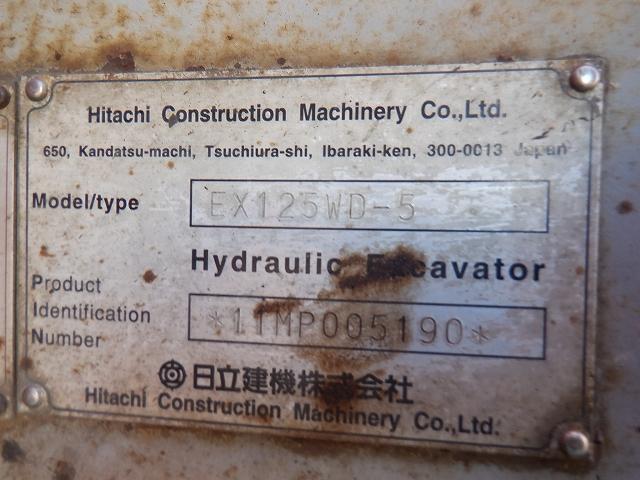 Hitachi Construction Machinery Co.,Ltd.
650, Kandatsu-machi, Tsuchiura-shi, Ibaraki-ken, 300-0013 Japan
Model/type EX125WD-5
Hydraulic Excavator
Product Identification Number *11MP005190*
日立建機株式会社
Hitachi Construction Machinery Co.,Ltd.